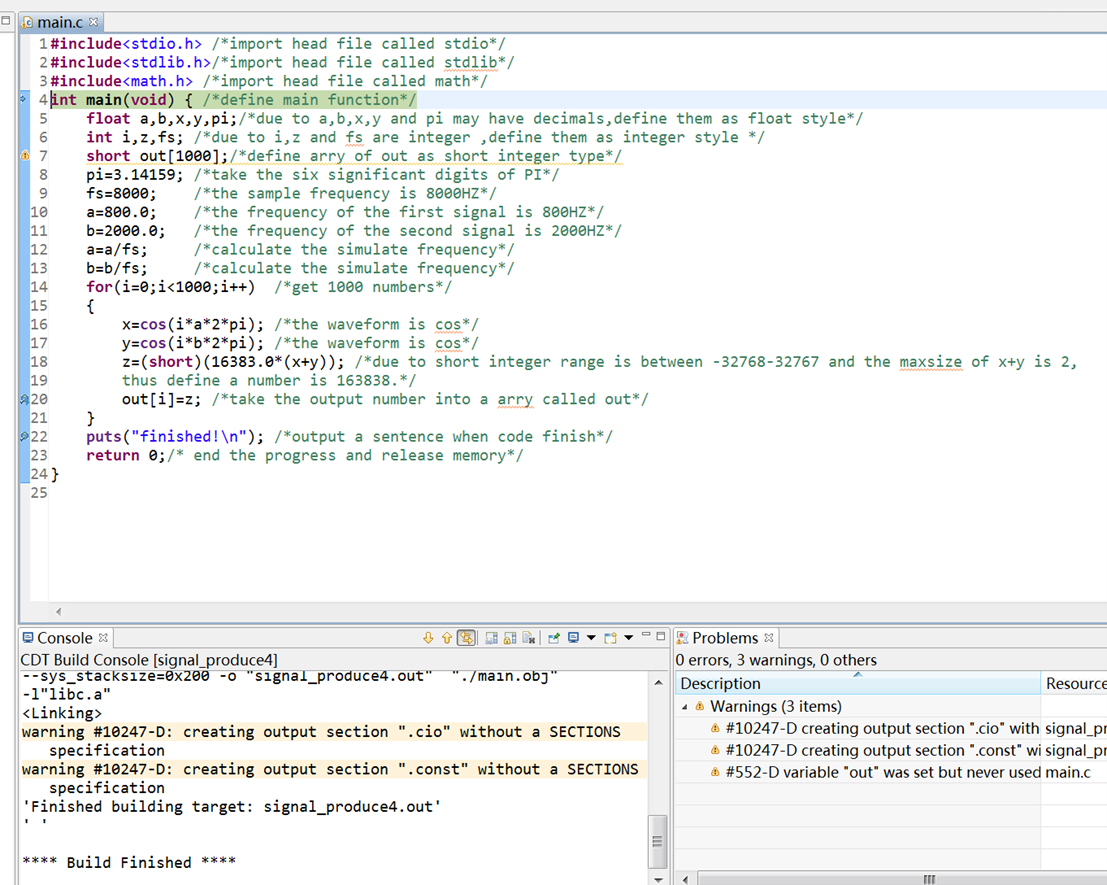 main.c
1 #include<stdio.h> /*import head file called stdio*/
2 #include<stdlib.h>/*import head file called stdlib*/
3 #include<math.h> /*import head file called math*/
4 int main(void) { /*define main function*/
5 float a,b,x,y,pi;/*due to a,b,x,y and pi may have decimals,define them as float style*/
6 int i,z,fs; /*due to i,z and fs are integer ,define them as integer style */
7 short out[1000];/*define arry of out as short integer type*/
8 pi=3.14159; /*take the six significant digits of PI*/
9 fs=8000; /*the sample frequency is 8000HZ*/
10 a=800.0; /*the frequency of the first signal is 800HZ*/
11 b=2000.0; /*the frequency of the second signal is 2000HZ*/
12 a=a/fs; /*calculate the simulate frequency*/
13 b=b/fs; /*calculate the simulate frequency*/
14 for(i=0;i<1000;i++) /*get 1000 numbers*/
15 {
16 x=cos(i*a*2*pi); /*the waveform is cos*/
17 y=cos(i*b*2*pi); /*the waveform is cos*/
18 z=(short)(16383.0*(x+y)); /*due to short integer range is between -32768-32767 and the maxsize of x+y is 2,
19 thus define a number is 163838.*/
20 out[i]=z; /*take the output number into a arry called out*/
21 }
22 puts("finished!\n"); /*output a sentence when code finish*/
23 return 0;/* end the progress and release memory*/
24 }
25
Console
CDT Build Console [signal_produce4]
--sys_stacksize=0x200 -o "signal_produce4.out" "./main.obj"
-l"libc.a"
<Linking>
warning #10247-D: creating output section ".cio" without a SECTIONS
specification
warning #10247-D: creating output section ".const" without a SECTIONS
specification
'Finished building target: signal_produce4.out'
' '
**** Build Finished ****
Problems
0 errors, 3 warnings, 0 others
Description Resource
Warnings (3 items)
#10247-D creating output section ".cio" with signal_pr
#10247-D creating output section ".const" wi signal_pr
#552-D variable "out" was set but never used main.c